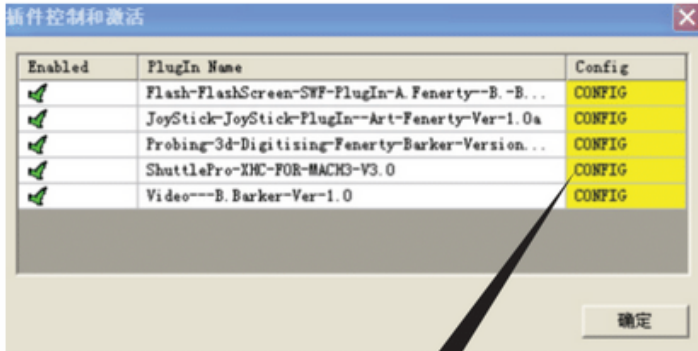 插件控制和激活
Enabled PlugIn Name Config
Flash-FlashScreen-SWF-PlugIn-A.Fenerty--B.-B... CONFIG
JoyStick-JoyStick-PlugIn--Art-Fenerty-Ver-1.0a CONFIG
Probing-3d-Digitising-Fenerty-Barker-Version... CONFIG
ShuttlePro-XHC-FOR-MACH3-V3.0 CONFIG
Video---B.Barker-Ver-1.0 CONFIG
确定